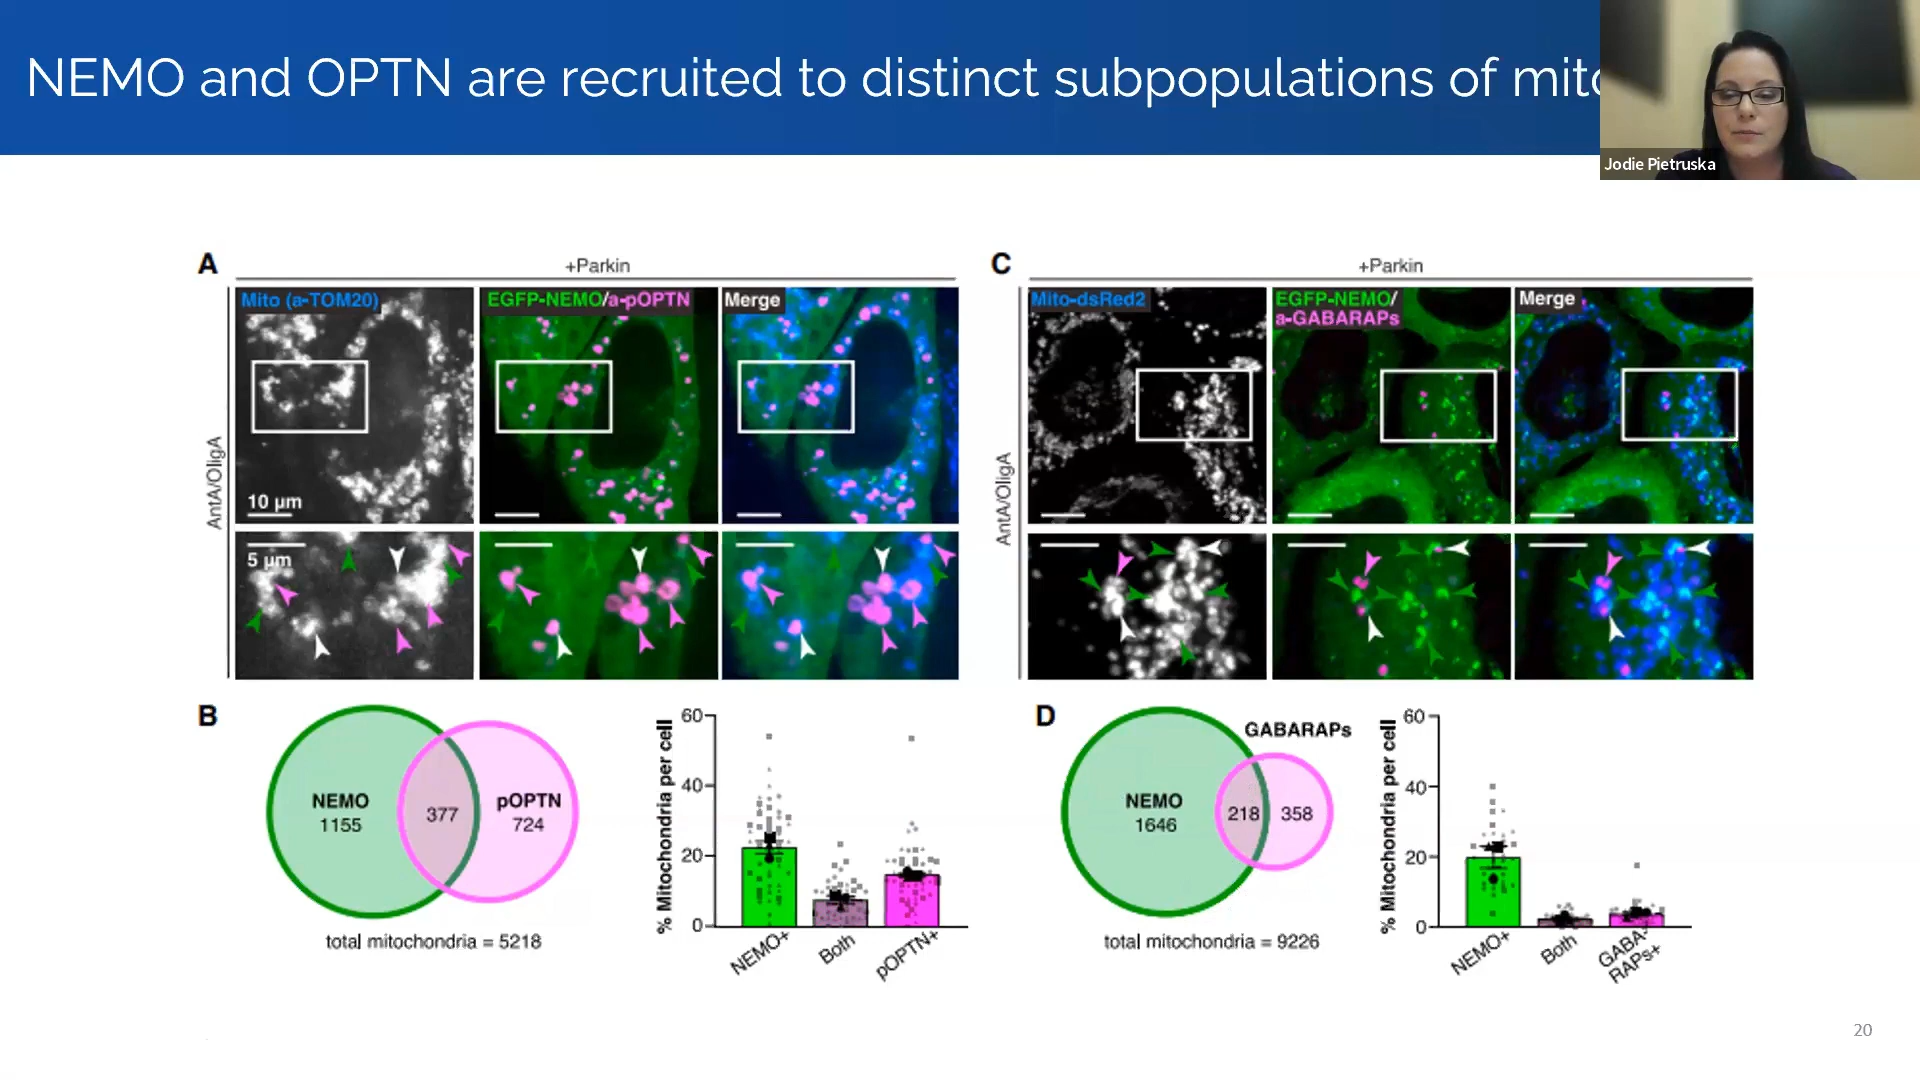 NEMO and OPTN are recruited to distinct subpopulations of mito
Jodie Pietruska
A
+Parkin
AntA/OligA
Mito (a-TOM20)
EGFP-NEMO/a-pOPTN
Merge
10 µm
5 µm
C
+Parkin
AntA/OligA
Mito-dsRed2
EGFP-NEMO/
a-GABARAPs
Merge
B
NEMO
1155
377
pOPTN
724
total mitochondria = 5218
% Mitochondria per cell
60
40
20
0
NEMO+
Both
pOPTN+
D
GABARAPs
NEMO
1646
218
358
total mitochondria = 9226
% Mitochondria per cell
60
40
20
0
NEMO+
Both
GABA-
RAPs+
20